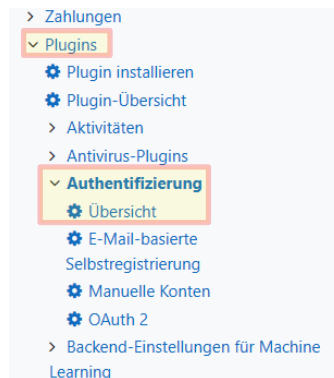 Zahlungen
Plugins
Plugin installieren
Plugin-Übersicht
Aktivitäten
Antivirus-Plugins
Authentifizierung
Übersicht
E-Mail-basierte
Selbstregistrierung
Manuelle Konten
OAuth 2
Backend-Einstellungen für Machine
Learning